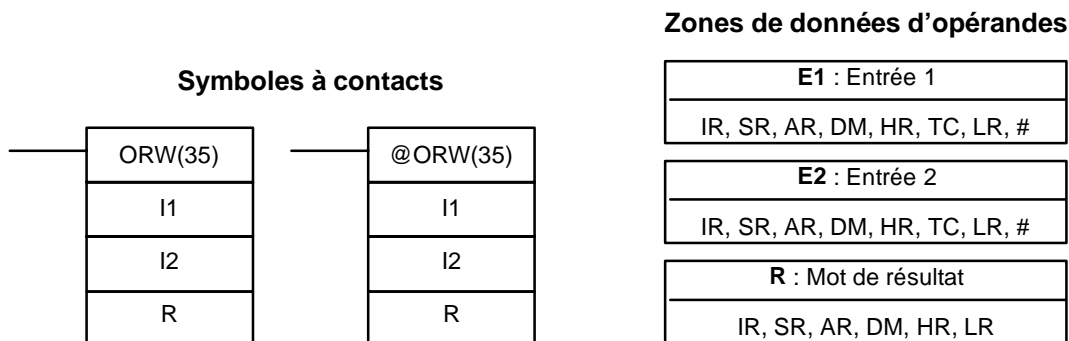 Zones de données d’opérandes
Symboles à contacts
ORW(35)
I1
I2
R
@ORW(35)
I1
I2
R
E1 : Entrée 1
IR, SR, AR, DM, HR, TC, LR, #
E2 : Entrée 2
IR, SR, AR, DM, HR, TC, LR, #
R : Mot de résultat
IR, SR, AR, DM, HR, LR